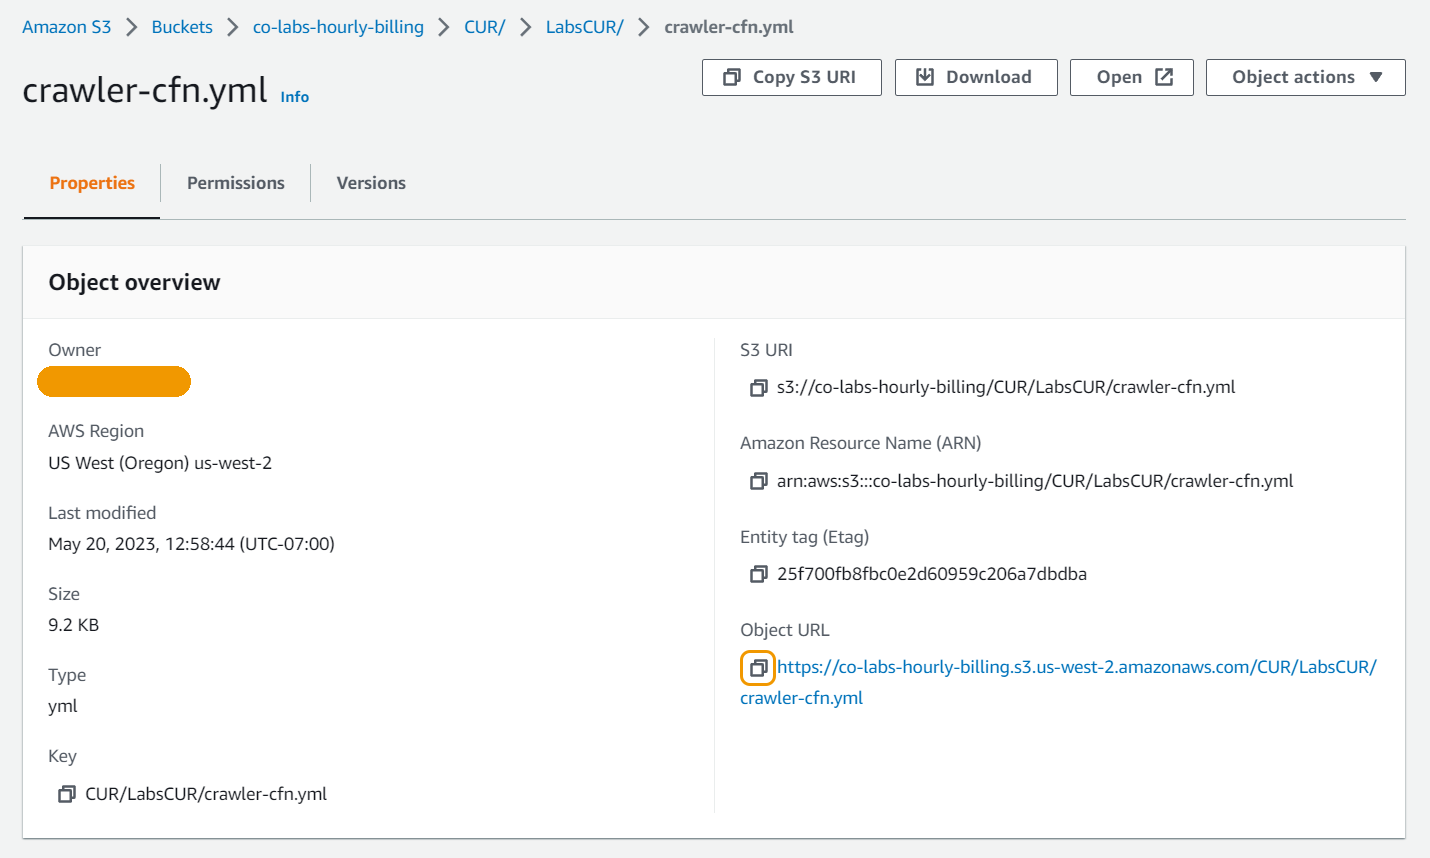 Amazon S3 > Buckets > co-labs-hourly-billing > CUR/ > LabsCUR/ > crawler-cfn.yml
crawler-cfn.yml Info
Copy S3 URI Download Open Object actions
Properties Permissions Versions
Object overview
Owner
AWS Region
US West (Oregon) us-west-2
Last modified
May 20, 2023, 12:58:44 (UTC-07:00)
Size
9.2 KB
Type
yml
Key
CUR/LabsCUR/crawler-cfn.yml
S3 URI
s3://co-labs-hourly-billing/CUR/LabsCUR/crawler-cfn.yml
Amazon Resource Name (ARN)
arn:aws:s3:::co-labs-hourly-billing/CUR/LabsCUR/crawler-cfn.yml
Entity tag (Etag)
25f700fb8fbc0e2d60959c206a7dbdba
Object URL
https://co-labs-hourly-billing.s3.us-west-2.amazonaws.com/CUR/LabsCUR/
crawler-cfn.yml